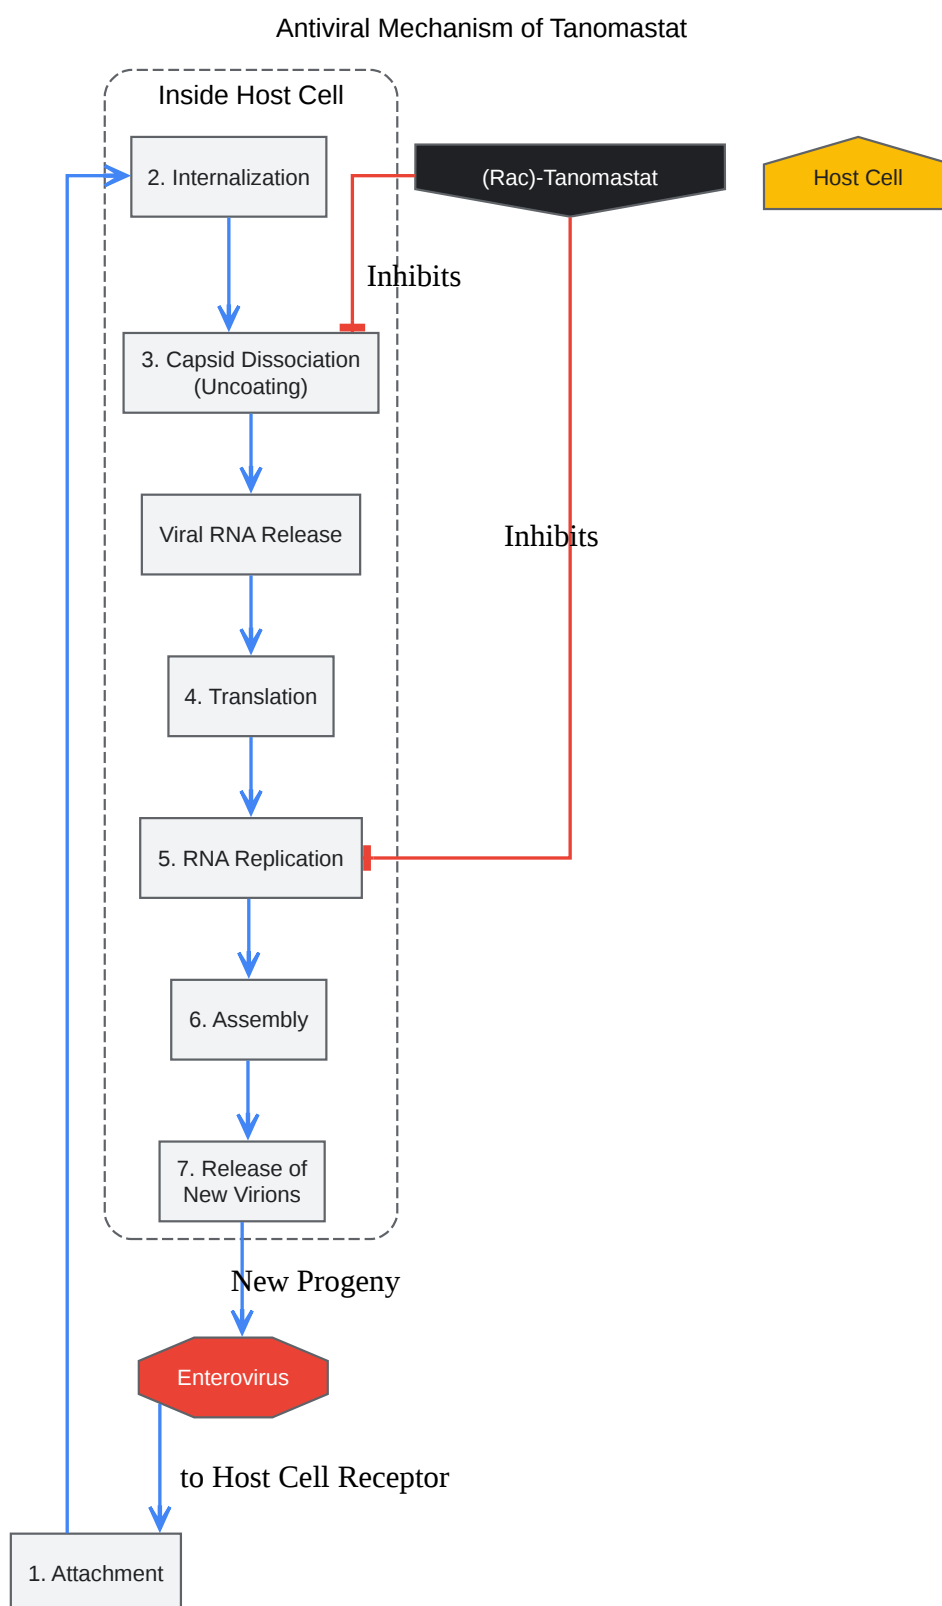 Antiviral Mechanism of Tanomastat
Inside Host Cell
2. Internalization
(Rac)-Tanomastat
Host Cell
Inhibits
3. Capsid Dissociation
(Uncoating)
Viral RNA Release
Inhibits
4. Translation
5. RNA Replication
6. Assembly
7. Release of
New Virions
New Progeny
Enterovirus
to Host Cell Receptor
1. Attachment